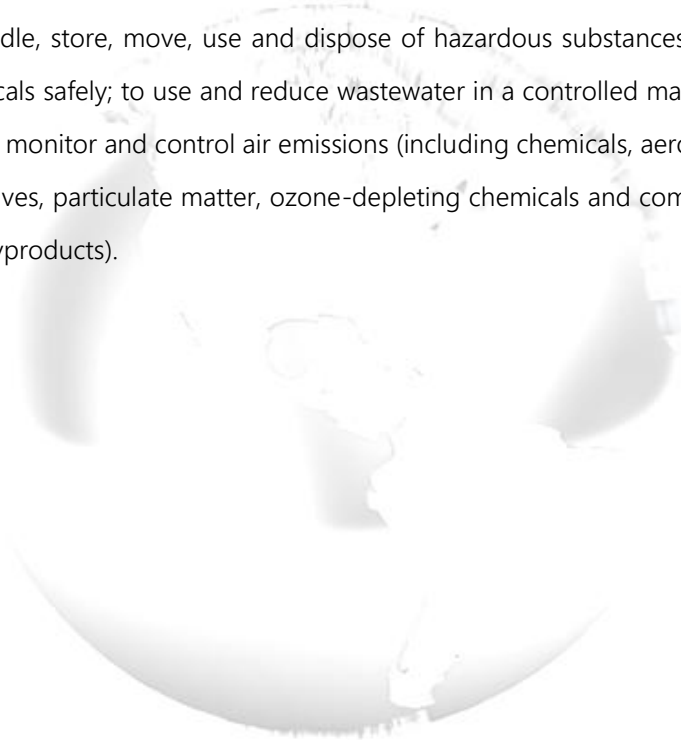 dle, store, move, use and dispose of hazardous substances
cals safely; to use and reduce wastewater in a controlled ma
monitor and control air emissions (including chemicals, aero
ves, particulate matter, ozone-depleting chemicals and com
yproducts).